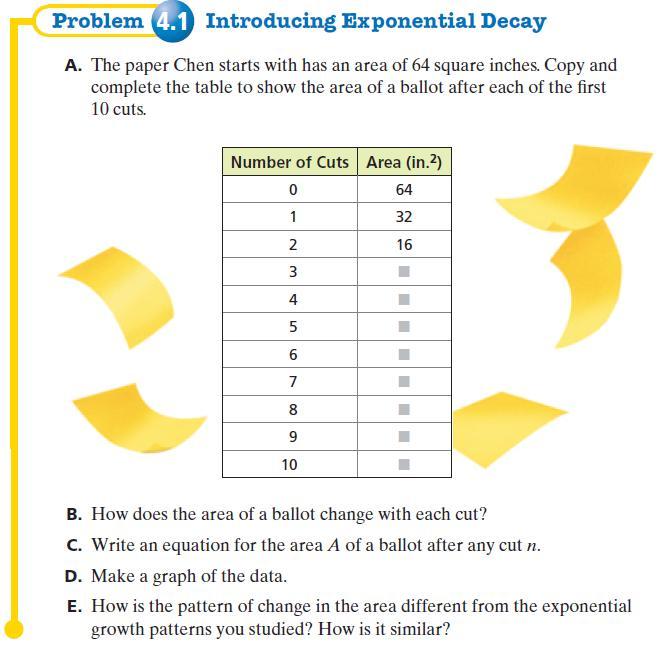 Problem 4.1 Introducing Exponential Decay
A. The paper Chen starts with has an area of 64 square inches. Copy and
complete the table to show the area of a ballot after each of the first
10 cuts.
Number of Cuts Area (in.²)
0 64
1 32
2 16
3
4
5
6
7
8
9
10
B. How does the area of a ballot change with each cut?
C. Write an equation for the area A of a ballot after any cut n.
D. Make a graph of the data.
E. How is the pattern of change in the area different from the exponential
growth patterns you studied? How is it similar?